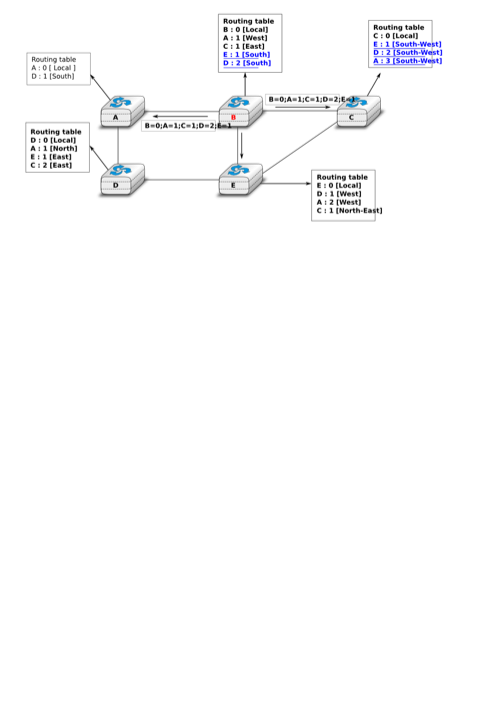 Routing table
B : 0 [Local]
A : 1 [West]
C : 1 [East]
E : 1 [South]
D : 2 [South]
Routing table
C : 0 [Local]
E : 1 [South-West]
D : 2 [South-West]
A : 3 [South-West]
Routing table
A : 0 [ Local ]
D : 1 [South]
B=0;A=1;C=1;D=2;E=1
A
B
C
B=0;A=1;C=1;D=2;E=1
Routing table
D : 0 [Local]
A : 1 [North]
E : 1 [East]
C : 2 [East]
D
E
Routing table
E : 0 [Local]
D : 1 [West]
A : 2 [West]
C : 1 [North-East]